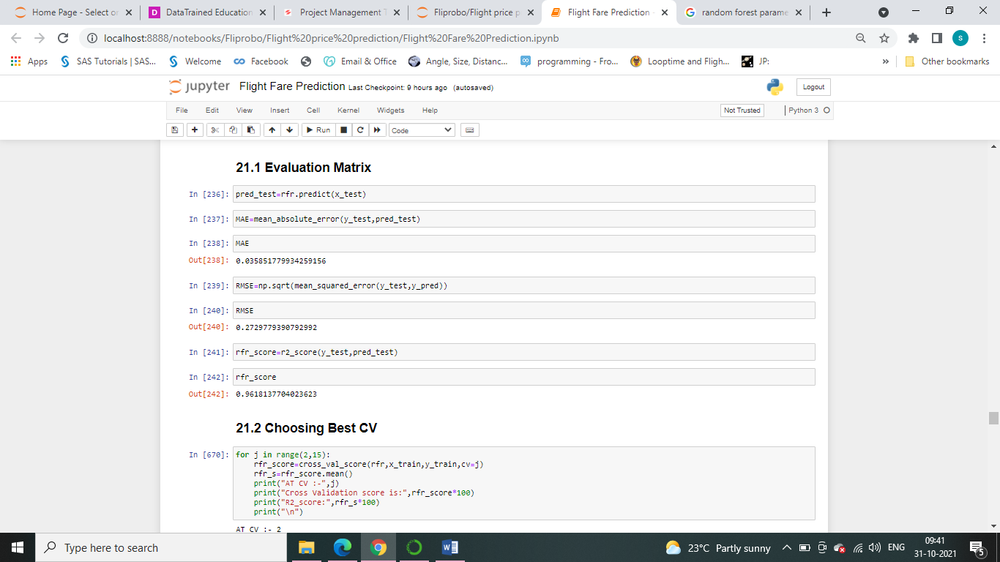 Home Page - Select or
DataTrained Education
Project Management T
Fliprobo/Flight price p
Flight Fare Prediction -
random forest parame
localhost:8888/notebooks/Fliprobo/Flight%20price%20prediction/Flight%20Fare%20Prediction.ipynb
s
Apps
SAS Tutorials | SAS...
Welcome
Facebook
Email & Office
Angle, Size, Distanc...
programming - Fro...
Looptime and Fligh...
JP:
»
Other bookmarks
jupyter Flight Fare Prediction Last Checkpoint: 9 hours ago (autosaved)
Logout
File Edit View Insert Cell Kernel Widgets Help
Not Trusted
Python 3
Run
Code
21.1 Evaluation Matrix
In [236]: pred_test=rfr.predict(x_test)
In [237]: MAE=mean_absolute_error(y_test,pred_test)
In [238]: MAE
Out[238]: 0.035851779934259156
In [239]: RMSE=np.sqrt(mean_squared_error(y_test,y_pred))
In [240]: RMSE
Out[240]: 0.2729779390792992
In [241]: rfr_score=r2_score(y_test,pred_test)
In [242]: rfr_score
Out[242]: 0.9618137704023623
21.2 Choosing Best CV
In [670]: for j in range(2,15):
rfr_score=cross_val_score(rfr,x_train,y_train,cv=j)
rfr_s=rfr_score.mean()
print("AT CV :-",j)
print("Cross Validation score is:",rfr_score*100)
print("R2_score:",rfr_s*100)
print("\n")
AT CV :- 2
Type here to search
23°C Partly sunny
ENG
09:41
31-10-2021
5